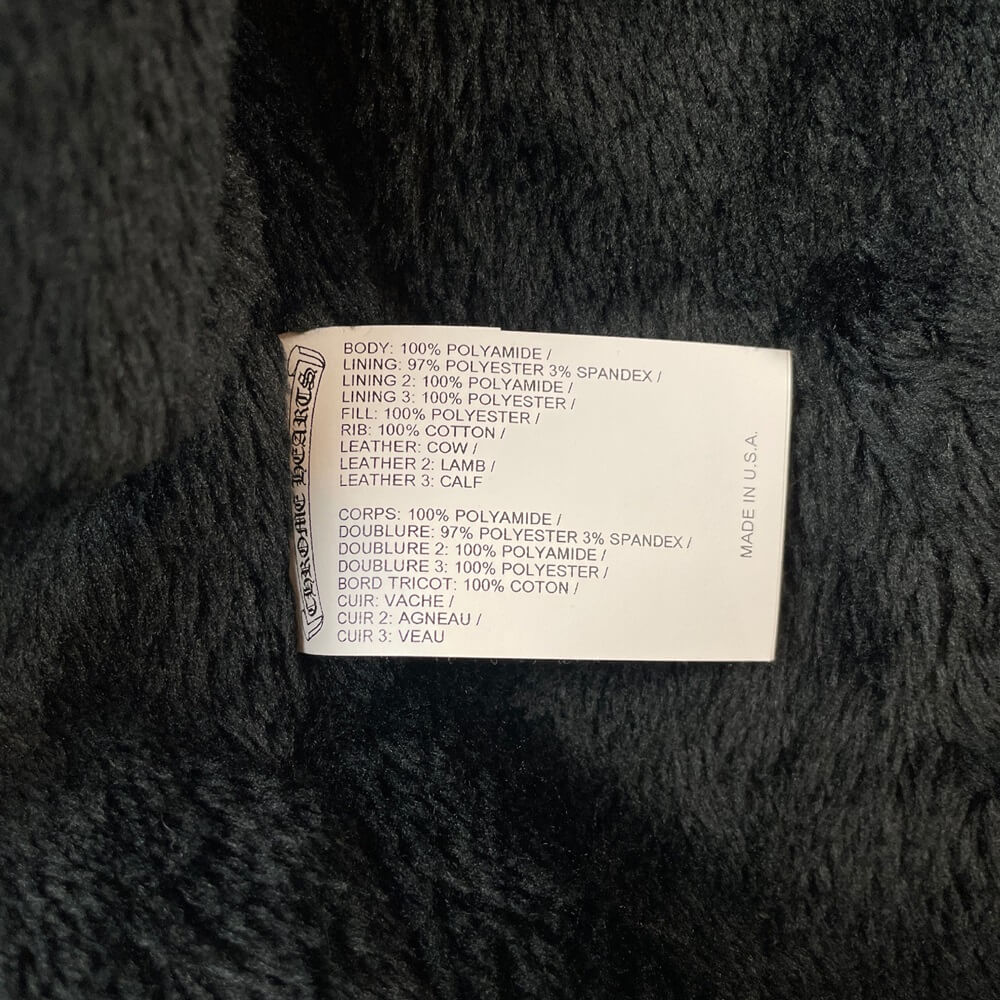 CHROME HEARTS
BODY: 100% POLYAMIDE /
LINING: 97% POLYESTER 3% SPANDEX /
LINING 2: 100% POLYAMIDE /
LINING 3: 100% POLYESTER /
FILL: 100% POLYESTER /
RIB: 100% COTTON /
LEATHER: COW /
LEATHER 2: LAMB /
LEATHER 3: CALF
CORPS: 100% POLYAMIDE /
DOUBLURE: 97% POLYESTER 3% SPANDEX /
DOUBLURE 2: 100% POLYAMIDE /
DOUBLURE 3: 100% POLYESTER /
BORD TRICOT: 100% COTON /
CUIR: VACHE /
CUIR 2: AGNEAU /
CUIR 3: VEAU
MADE IN U.S.A.